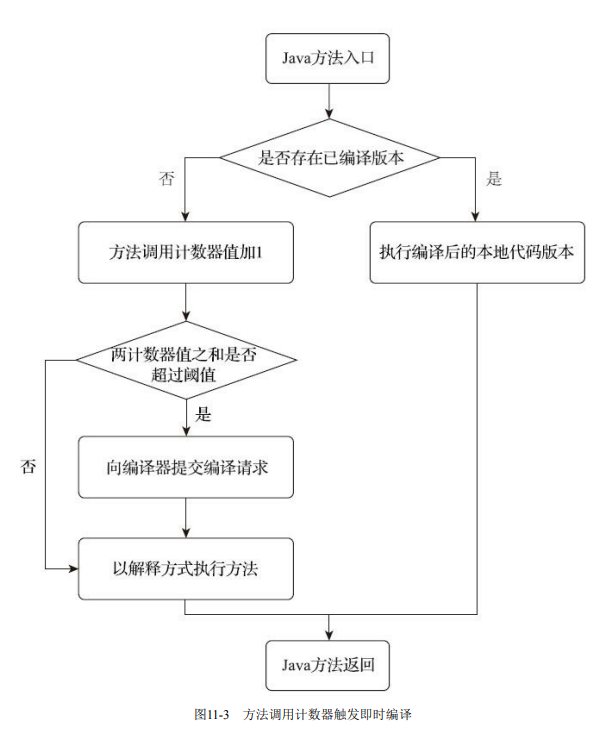 Java方法入口
是否存在已编译版本
否
是
方法调用计数器值加1
执行编译后的本地代码版本
两计数器值之和是否
超过阈值
是
否
向编译器提交编译请求
以解释方式执行方法
Java方法返回
图11-3 方法调用计数器触发即时编译